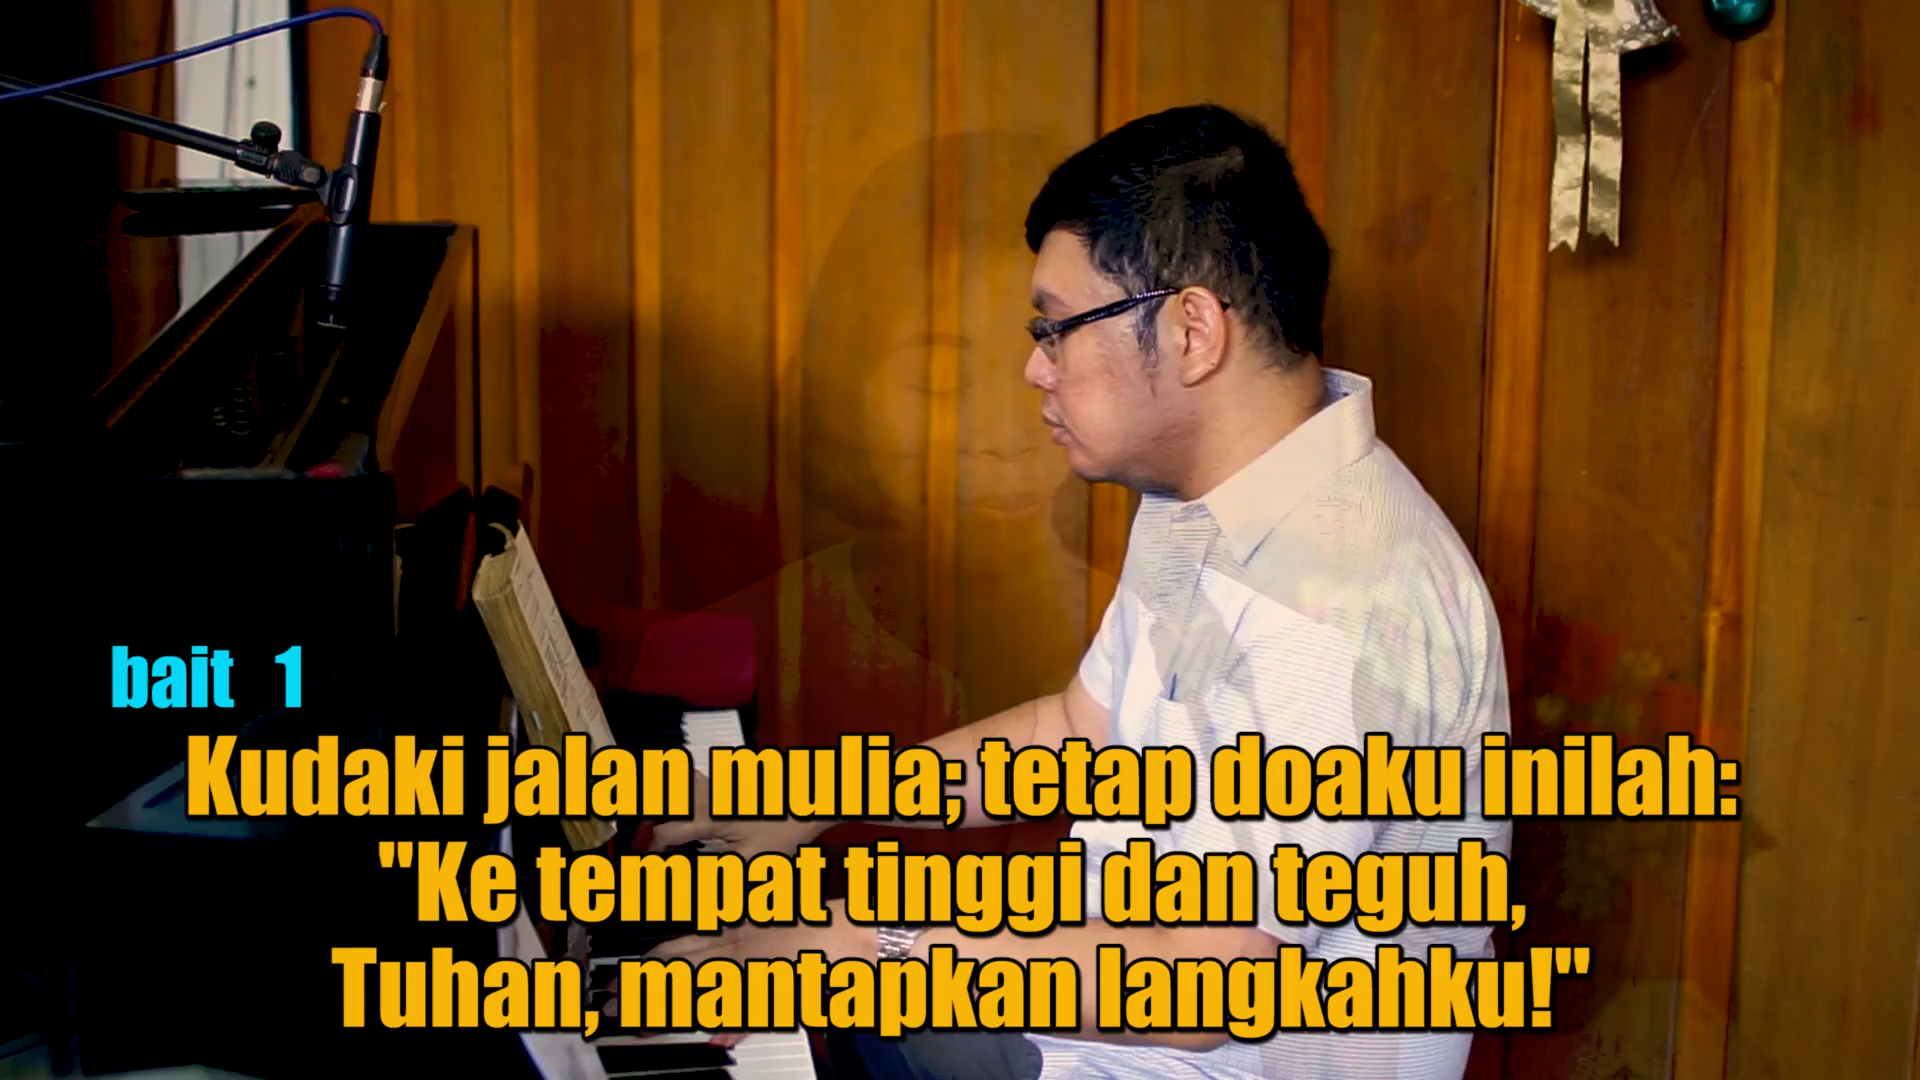 bait 1
Kudaki jalan mulia; tetap doaku inilah:
"Ke tempat tinggi dan teguh,
Tuhan, mantapkan langkahku!"